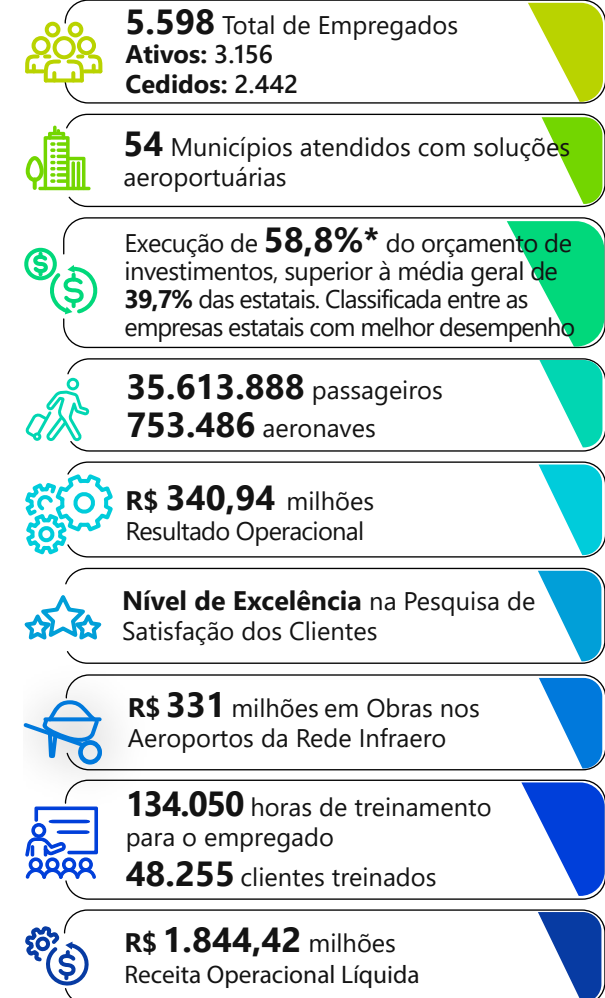 5.598 Total de Empregados
Ativos: 3.156
Cedidos: 2.442
54 Municípios atendidos com soluções
aeroportuárias
Execução de 58,8%* do orçamento de
investimentos, superior à média geral de
39,7% das estatais. Classificada entre as
empresas estatais com melhor desempenho
35.613.888 passageiros
753.486 aeronaves
R$ 340,94 milhões
Resultado Operacional
Nível de Excelência na Pesquisa de
Satisfação dos Clientes
R$ 331 milhões em Obras nos
Aeroportos da Rede Infraero
134.050 horas de treinamento
para o empregado
48.255 clientes treinados
R$ 1.844,42 milhões
Receita Operacional Líquida